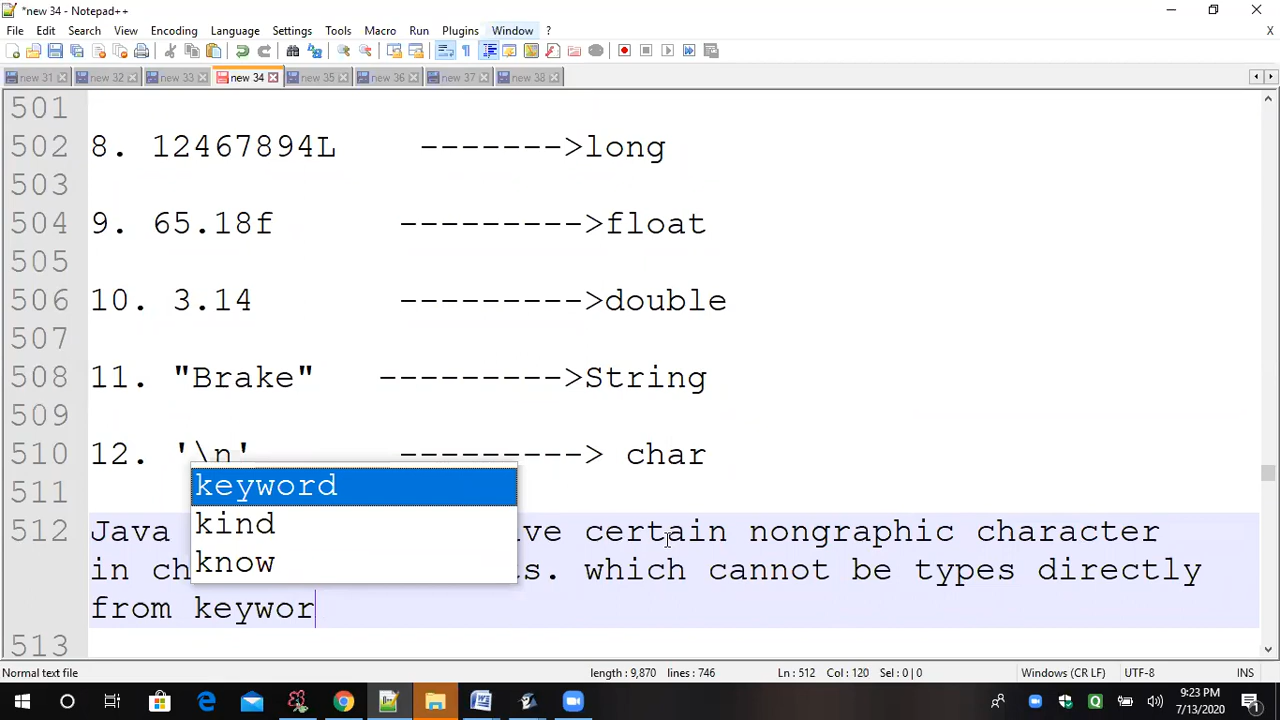 *new 34 - Notepad++
File Edit Search View Encoding Language Settings Tools Macro Run Plugins Window ? X
new 31 new 32 new 33 new 34 new 35 new 36 new 37 new 38
501
502 8. 12467894L ------->long
503
504 9. 65.18f --------->float
505
506 10. 3.14 --------->double
507
508 11. "Brake" --------->String
509
510 12. '\n' ---------> char
511
keyword
kind
know
512 Java ve certain nongraphic character
in ch s. which cannot be types directly
from keywor
513
Normal text file length : 9,870 lines : 746 Ln : 512 Col : 120 Sel : 0 | 0 Windows (CR LF) UTF-8 INS
9:23 PM
7/13/2020